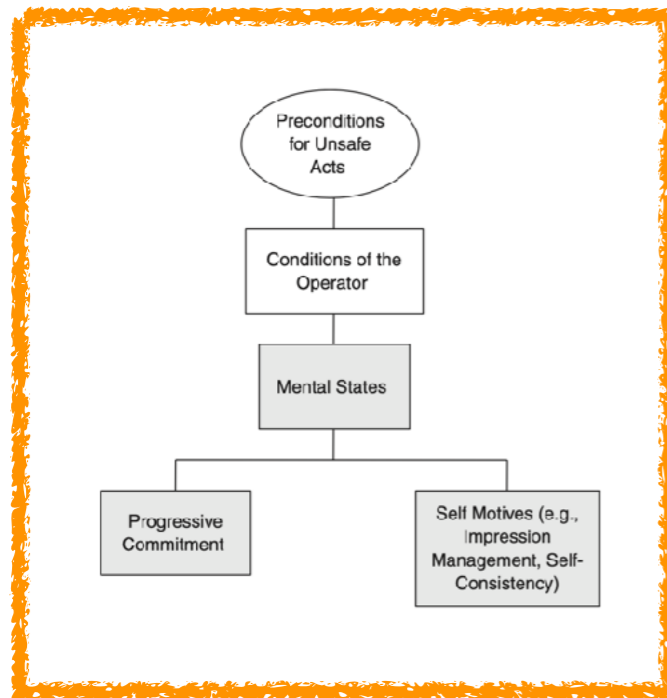 Preconditions
for Unsafe
Acts
Conditions of the
Operator
Mental States
Progressive
Commitment
Self Motives (e.g.,
Impression
Management, Self-
Consistency)